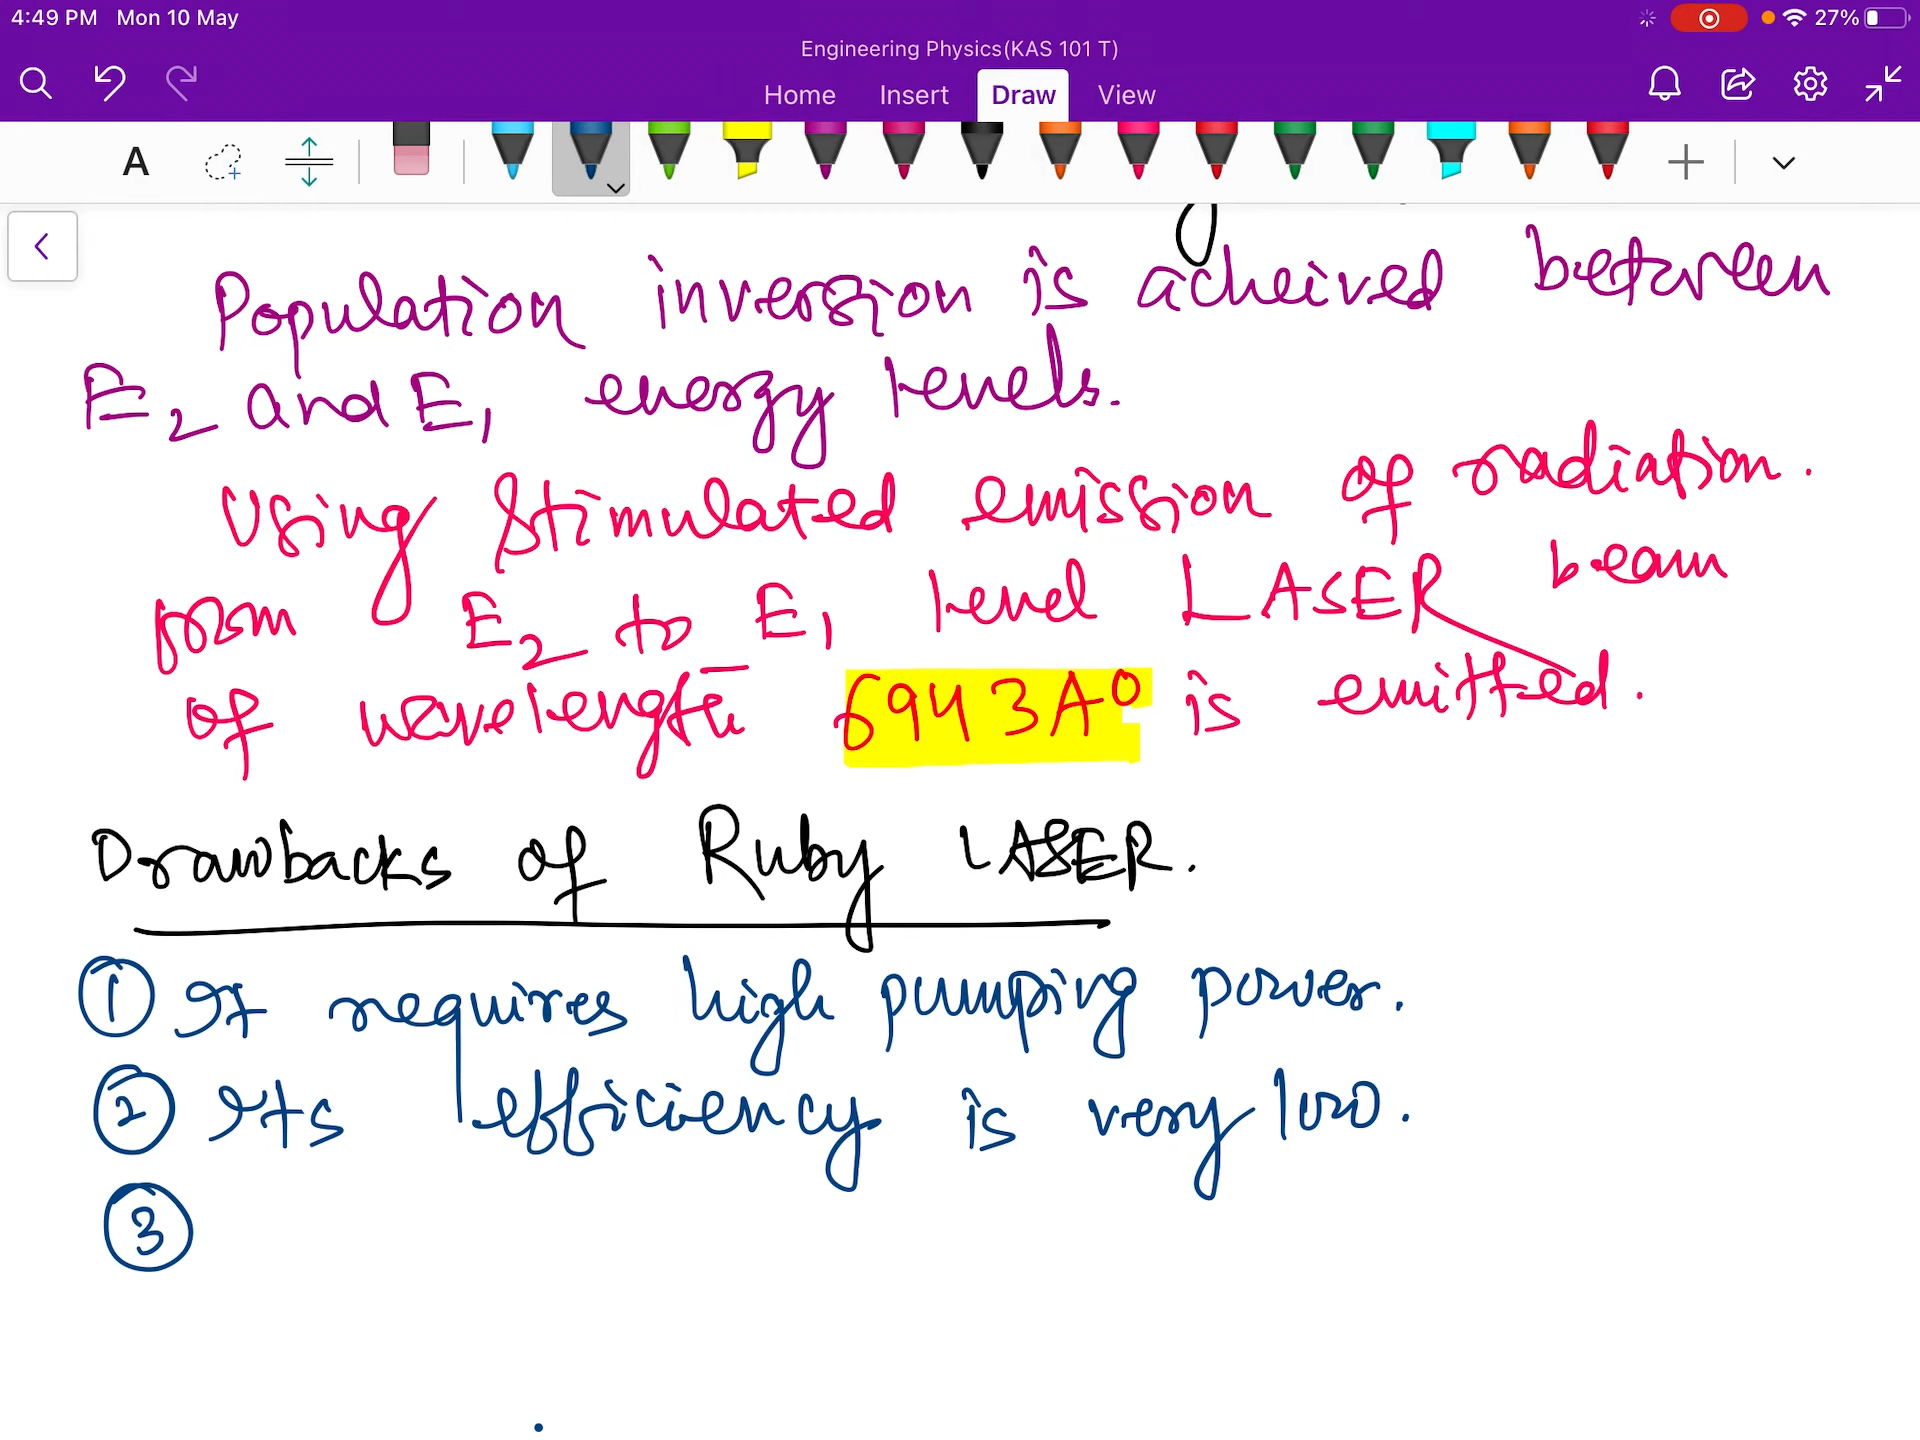 4:49 PM Mon 10 May 27%
Engineering Physics(KAS 101 T)
Home Insert Draw View
A
Population inversion is acheived between
E2 and E1 energy levels.
Using Stimulated emission of radiation.
from E2 to E1 level LASER beam
of wavelength 6943A° is emitted.
Drawbacks of Ruby LASER.
① It requires high pumping power.
② Its efficiency is very low.
③